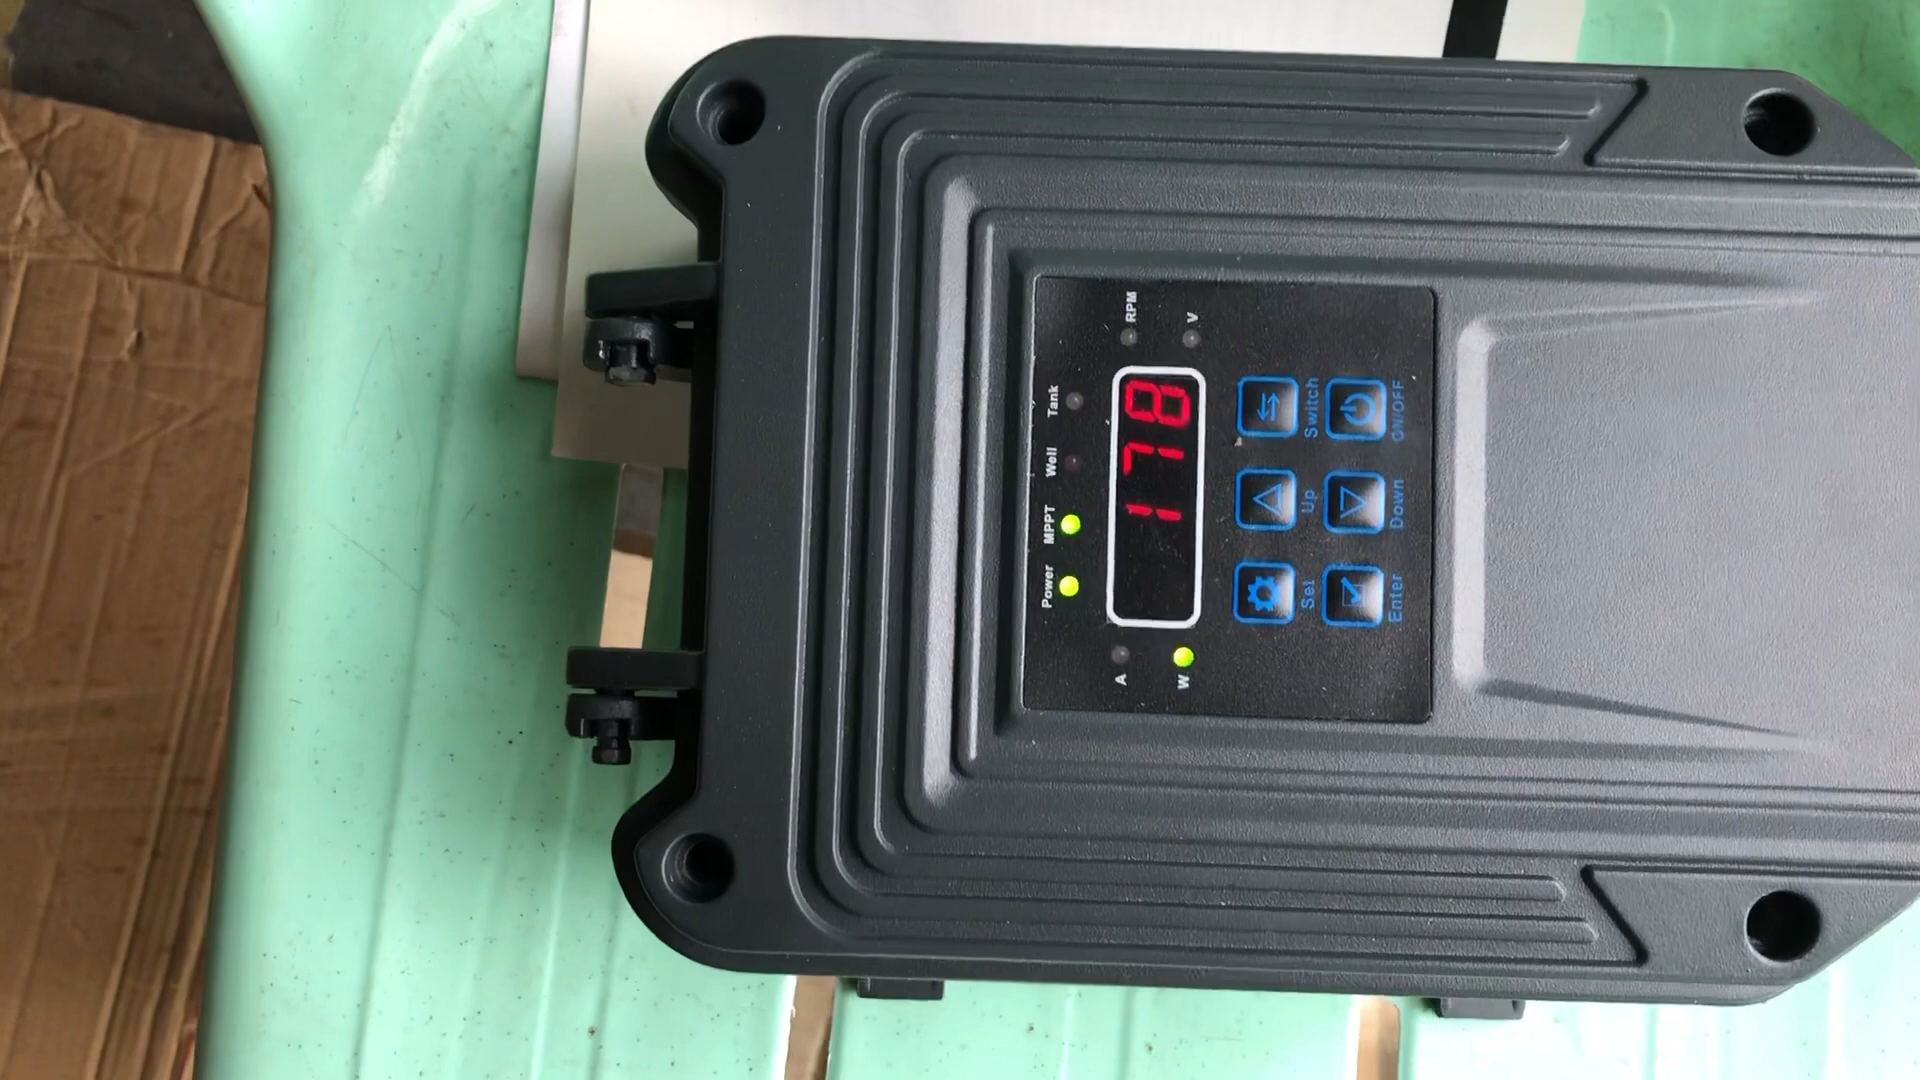 Power MPPT Well Tank
A RPM
178
W V
Set Up Switch
Enter Down ON/OFF